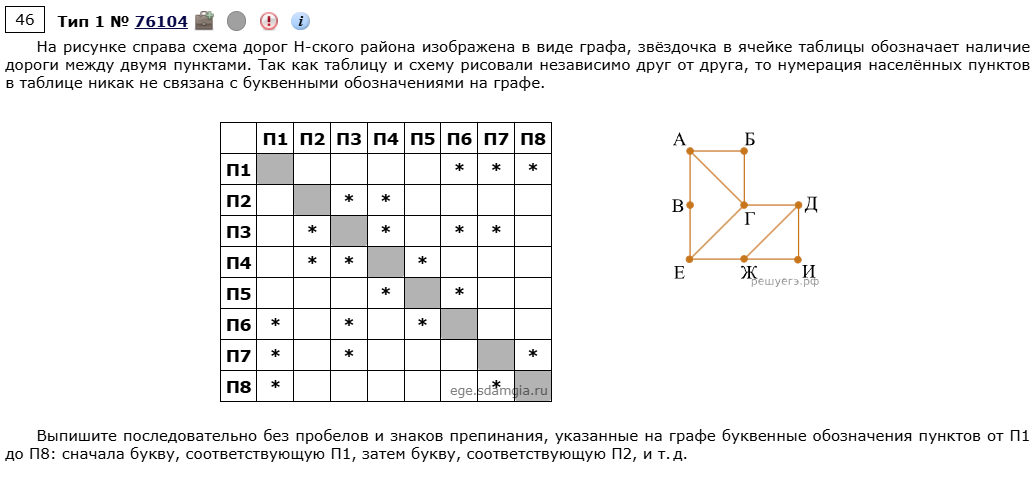 46 Тип 1 № 76104
На рисунке справа схема дорог Н-ского района изображена в виде графа, звёздочка в ячейке таблицы обозначает наличие
дороги между двумя пунктами. Так как таблицу и схему рисовали независимо друг от друга, то нумерация населённых пунктов
в таблице никак не связана с буквенными обозначениями на графе.
П1 П2 П3 П4 П5 П6 П7 П8
П1 * * *
П2 * *
П3 * * * *
П4 * * *
П5 * *
П6 * * *
П7 * * *
П8 * *
ege.sdamgia.ru
А Б
В Г Д
Е Ж И
решуегэ.рф
Выпишите последовательно без пробелов и знаков препинания, указанные на графе буквенные обозначения пунктов от П1
до П8: сначала букву, соответствующую П1, затем букву, соответствующую П2, и т. д.